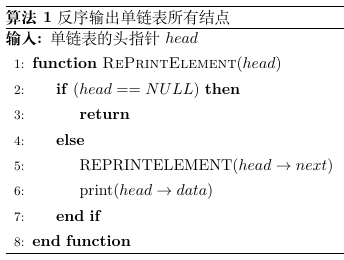 算法 1 反序输出单链表所有结点
输入: 单链表的头指针 head
1: function REPRINTELEMENT(head)
2: if (head == NULL) then
3: return
4: else
5: REPRINTELEMENT(head → next)
6: print(head → data)
7: end if
8: end function